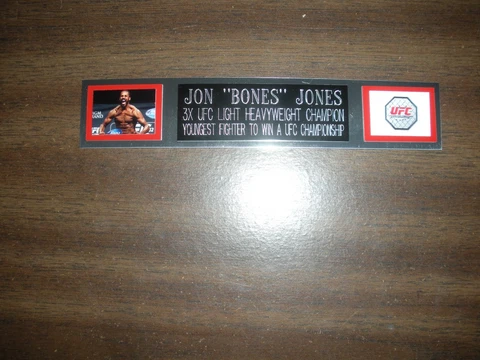 JON "BONES" JONES
3X UFC LIGHT HEAVYWEIGHT CHAMPION
YOUNGEST FIGHTER TO WIN A UFC CHAMPIONSHIP
UFC